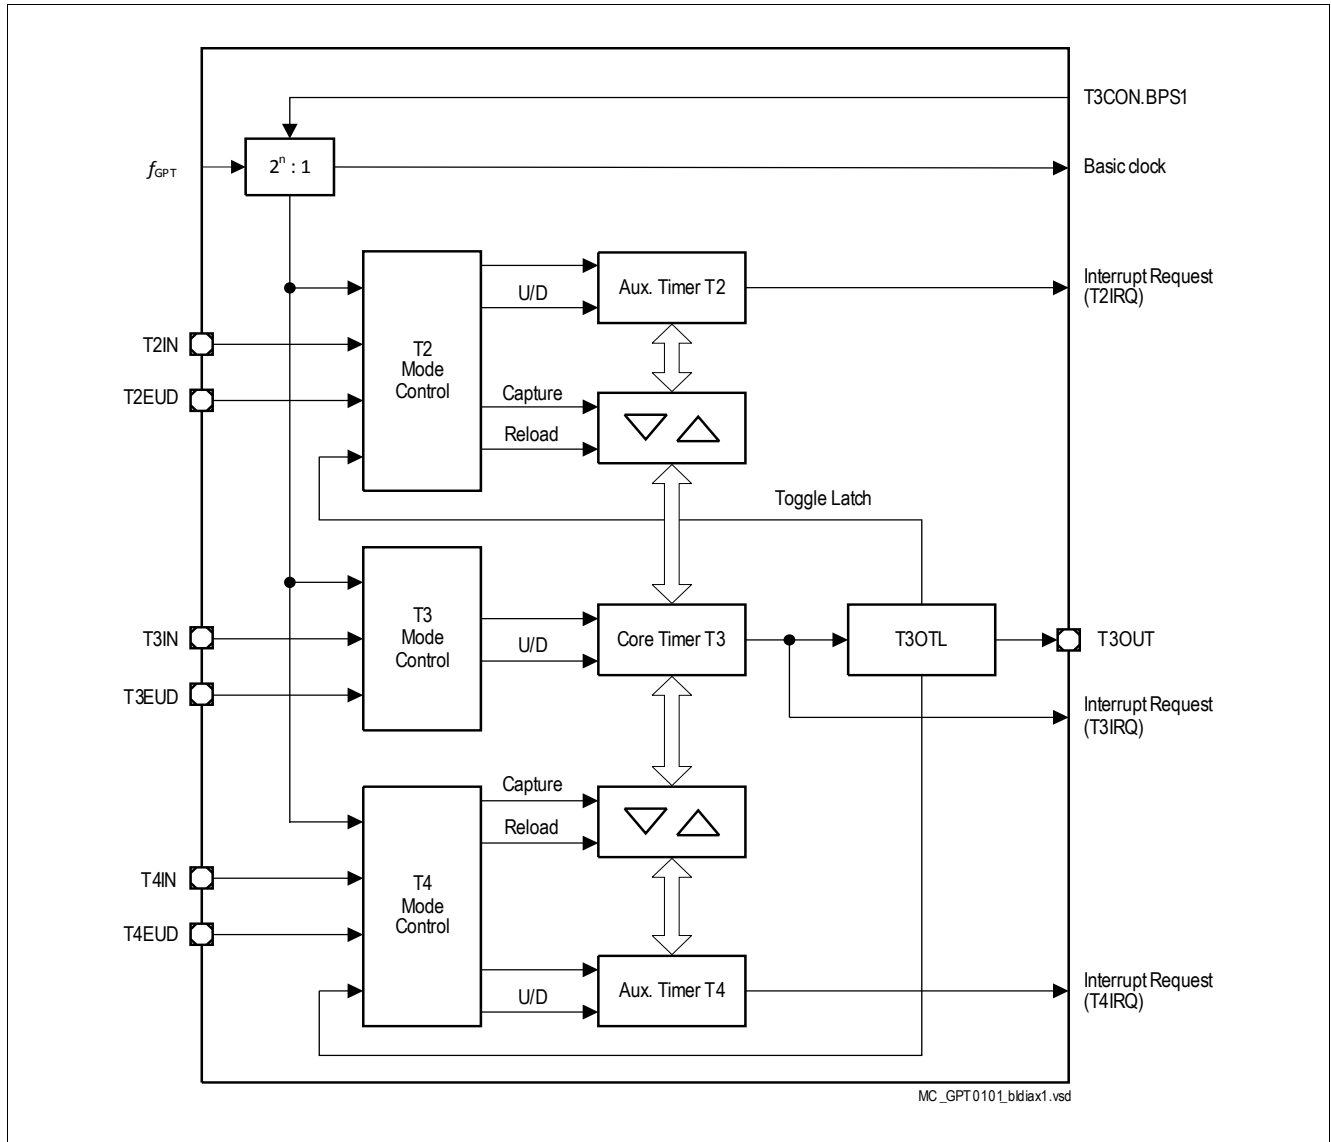 T3CON.BPS1
fGPT
2ⁿ : 1
Basic clock
Aux. Timer T2
Interrupt Request
(T2IRQ)
U/D
T2IN
T2
Mode
Control
T2EUD
Capture
Reload
Toggle Latch
T3
Mode
Control
T3IN
U/D
Core Timer T3
T3OTL
T3OUT
T3EUD
Interrupt Request
(T3IRQ)
Capture
Reload
T4IN
T4
Mode
Control
T4EUD
U/D
Aux. Timer T4
Interrupt Request
(T4IRQ)
MC_GPT0101_bldiax1.vsd